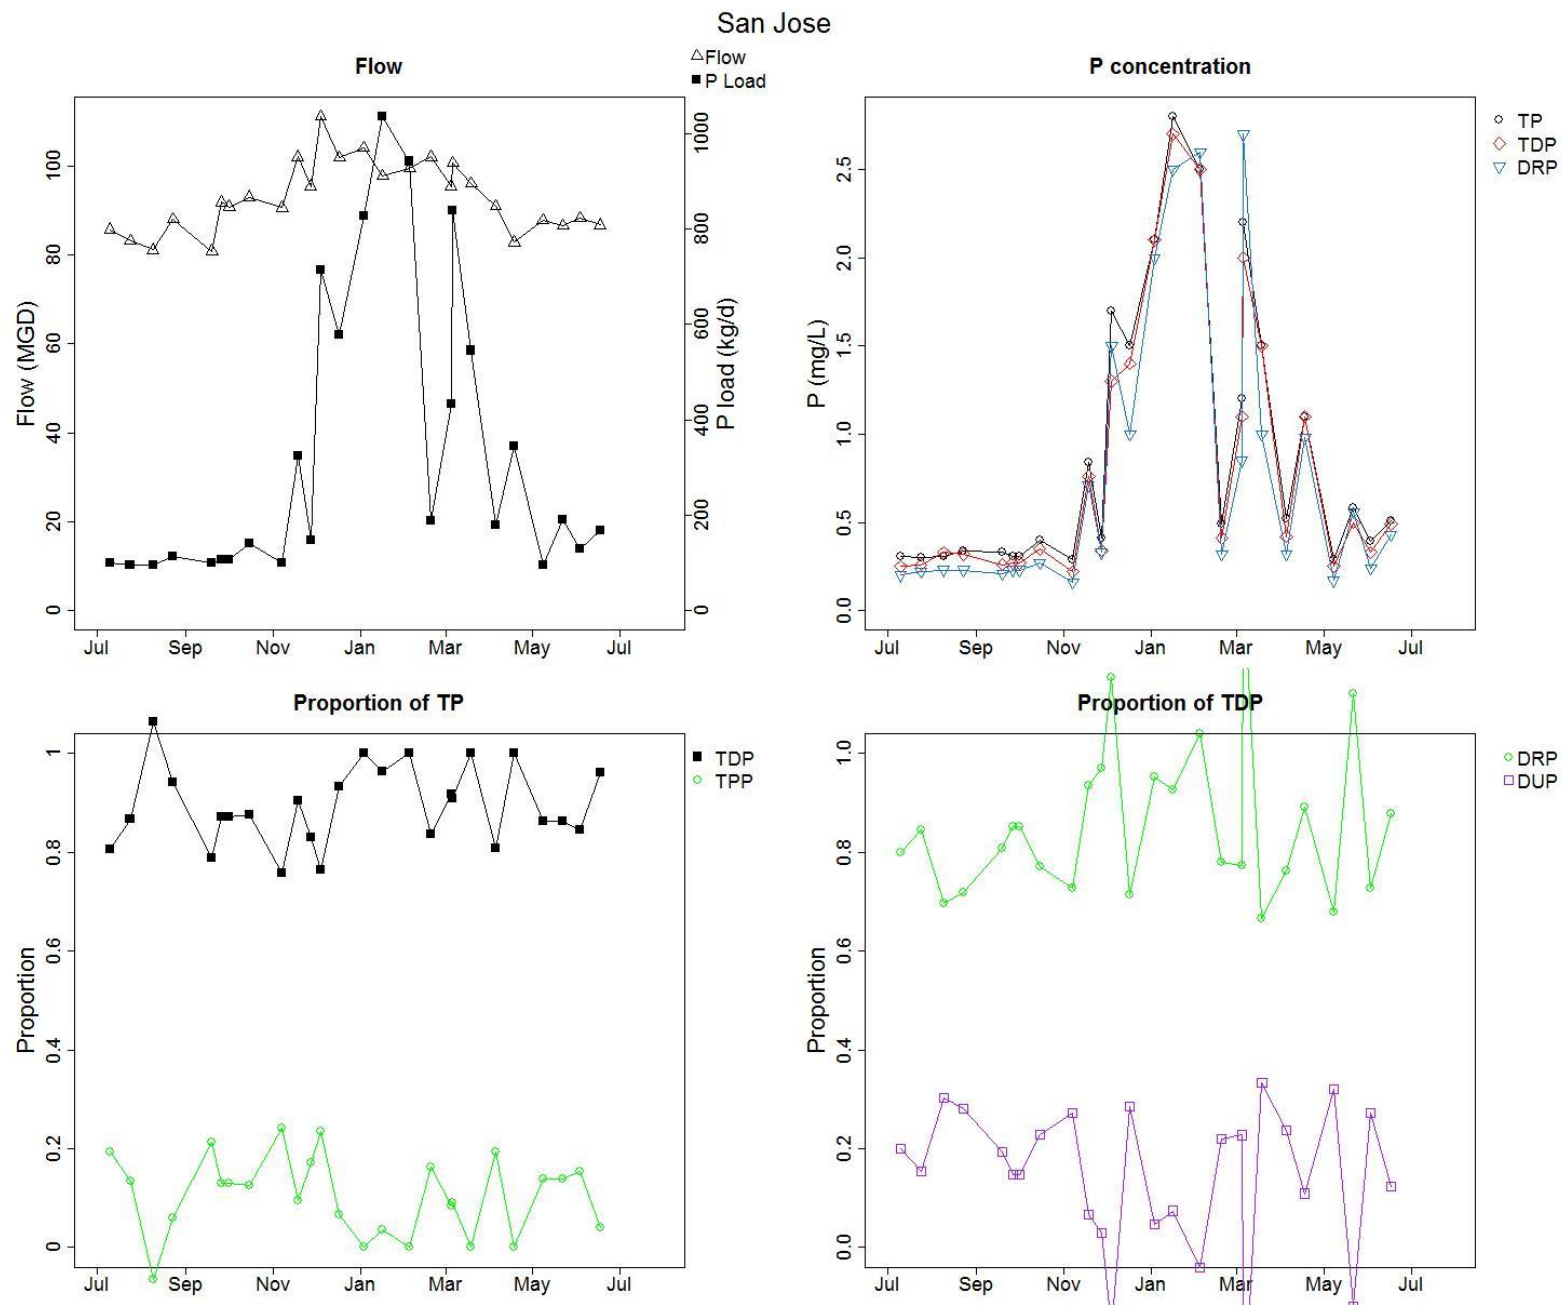 San Jose
Flow
Flow
P Load
100
80
60
40
20
0
Flow (MGD)
1000
800
600
400
200
0
P load (kg/d)
Jul Sep Nov Jan Mar May Jul
P concentration
TP
TDP
DRP
2.5
2.0
1.5
1.0
0.5
0.0
P (mg/L)
Jul Sep Nov Jan Mar May Jul
Proportion of TP
TDP
TPP
1
0.8
0.6
0.4
0.2
0
Proportion
Jul Sep Nov Jan Mar May Jul
Proportion of TDP
DRP
DUP
1.0
0.8
0.6
0.4
0.2
0.0
Proportion
Jul Sep Nov Jan Mar May Jul